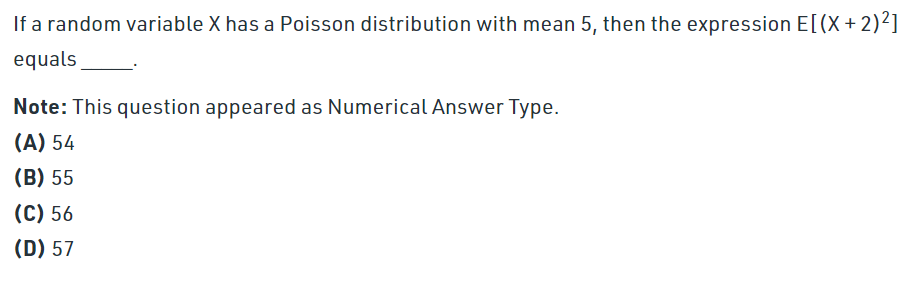 If a random variable X has a Poisson distribution with mean 5, then the expression E[(X + 2)²]
equals _____.
Note: This question appeared as Numerical Answer Type.
(A) 54
(B) 55
(C) 56
(D) 57